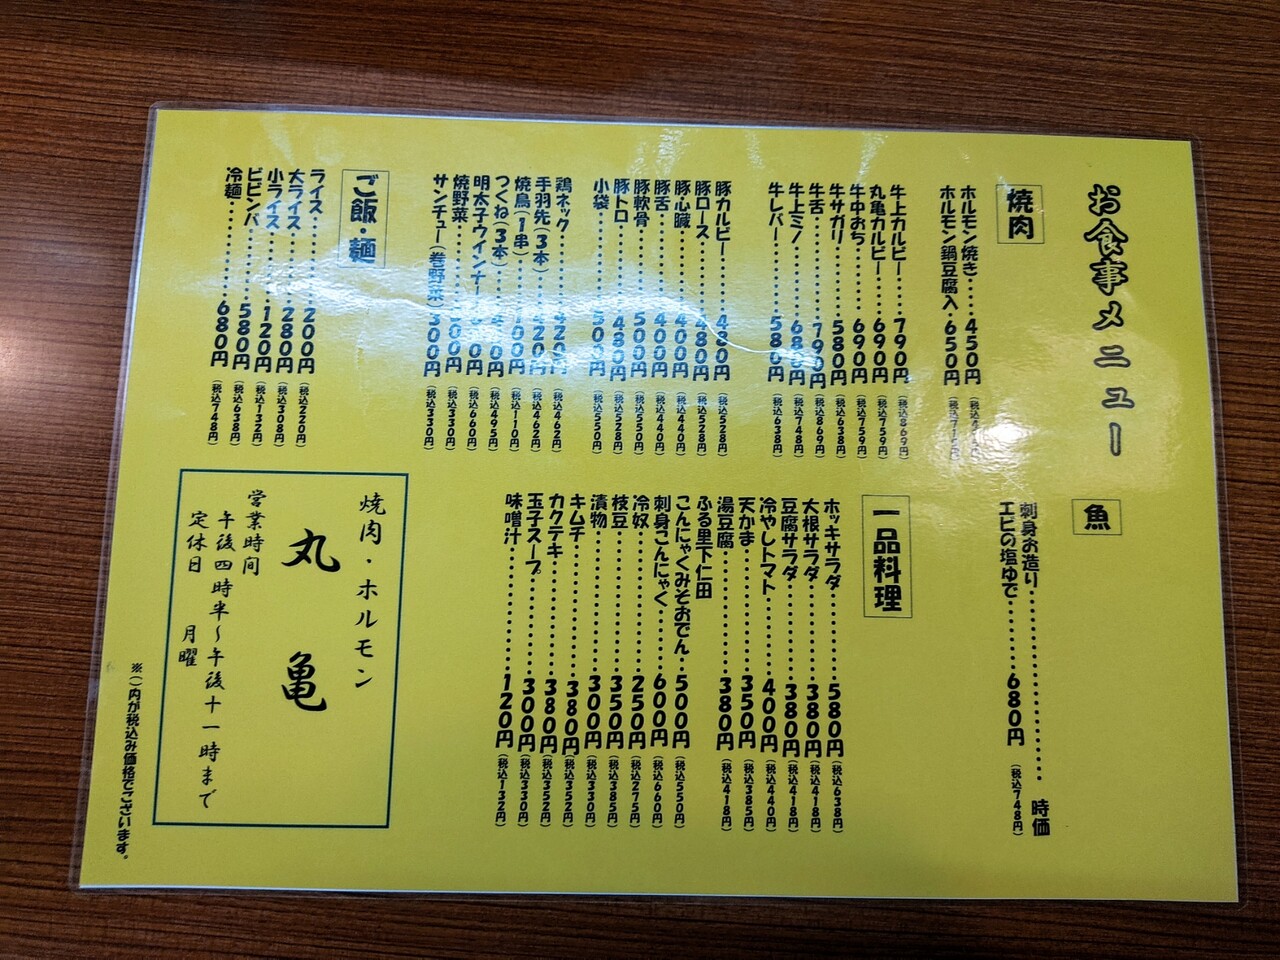 お食事メニュー
焼肉
ホルモン焼き‥‥450円
ホルモン鍋豆腐入・650円(税込715円)
牛上カルビー‥‥790円(税込869円)
丸亀カルビー‥‥690円(税込759円)
牛中おち‥‥690円(税込759円)
牛サガリ‥‥580円(税込638円)
牛舌‥‥790円(税込869円)
牛上ミノ‥‥680円(税込748円)
牛レバー‥‥580円(税込638円)
豚カルビー‥‥480円(税込528円)
豚ロース‥‥480円(税込528円)
豚心臓‥‥400円(税込440円)
豚舌‥‥400円(税込440円)
豚軟骨‥‥500円(税込550円)
豚トロ‥‥480円(税込528円)
小袋‥‥500円(税込550円)
鶏ネック‥‥420円(税込462円)
手羽先(3本)‥‥420円(税込462円)
焼鳥(1串)‥‥100円(税込110円)
つくね(3本)‥‥450円(税込495円)
明太子ウインナー 600円(税込660円)
焼野菜‥‥300円(税込330円)
サンチュー(巻野菜)300円(税込330円)
ご飯・麺
ライス‥‥200円(税込220円)
大ライス‥‥280円(税込308円)
小ライス‥‥120円(税込132円)
ビビンバ‥‥580円(税込638円)
冷麺‥‥680円(税込748円)
魚
刺身お造り‥‥時価
エビの塩ゆで‥‥680円(税込748円)
一品料理
ホッキサラダ‥‥580円(税込638円)
大根サラダ‥‥380円(税込418円)
豆腐サラダ‥‥380円(税込418円)
冷やしトマト‥‥400円(税込440円)
天かま‥‥350円(税込385円)
湯豆腐‥‥380円(税込418円)
ふる里下仁田
こんにゃくみそおでん‥500円(税込550円)
刺身こんにゃく‥‥600円(税込660円)
冷奴‥‥250円(税込275円)
枝豆‥‥350円(税込385円)
漬物‥‥300円(税込330円)
キムチ‥‥380円(税込352円)
カクテキ‥‥380円(税込352円)
玉子スープ‥‥300円(税込330円)
味噌汁‥‥120円(税込132円)
焼肉・ホルモン
丸亀
営業時間
午後四時半〜午後十一時まで
定休日 月曜
※()内が税込み価格でございます。